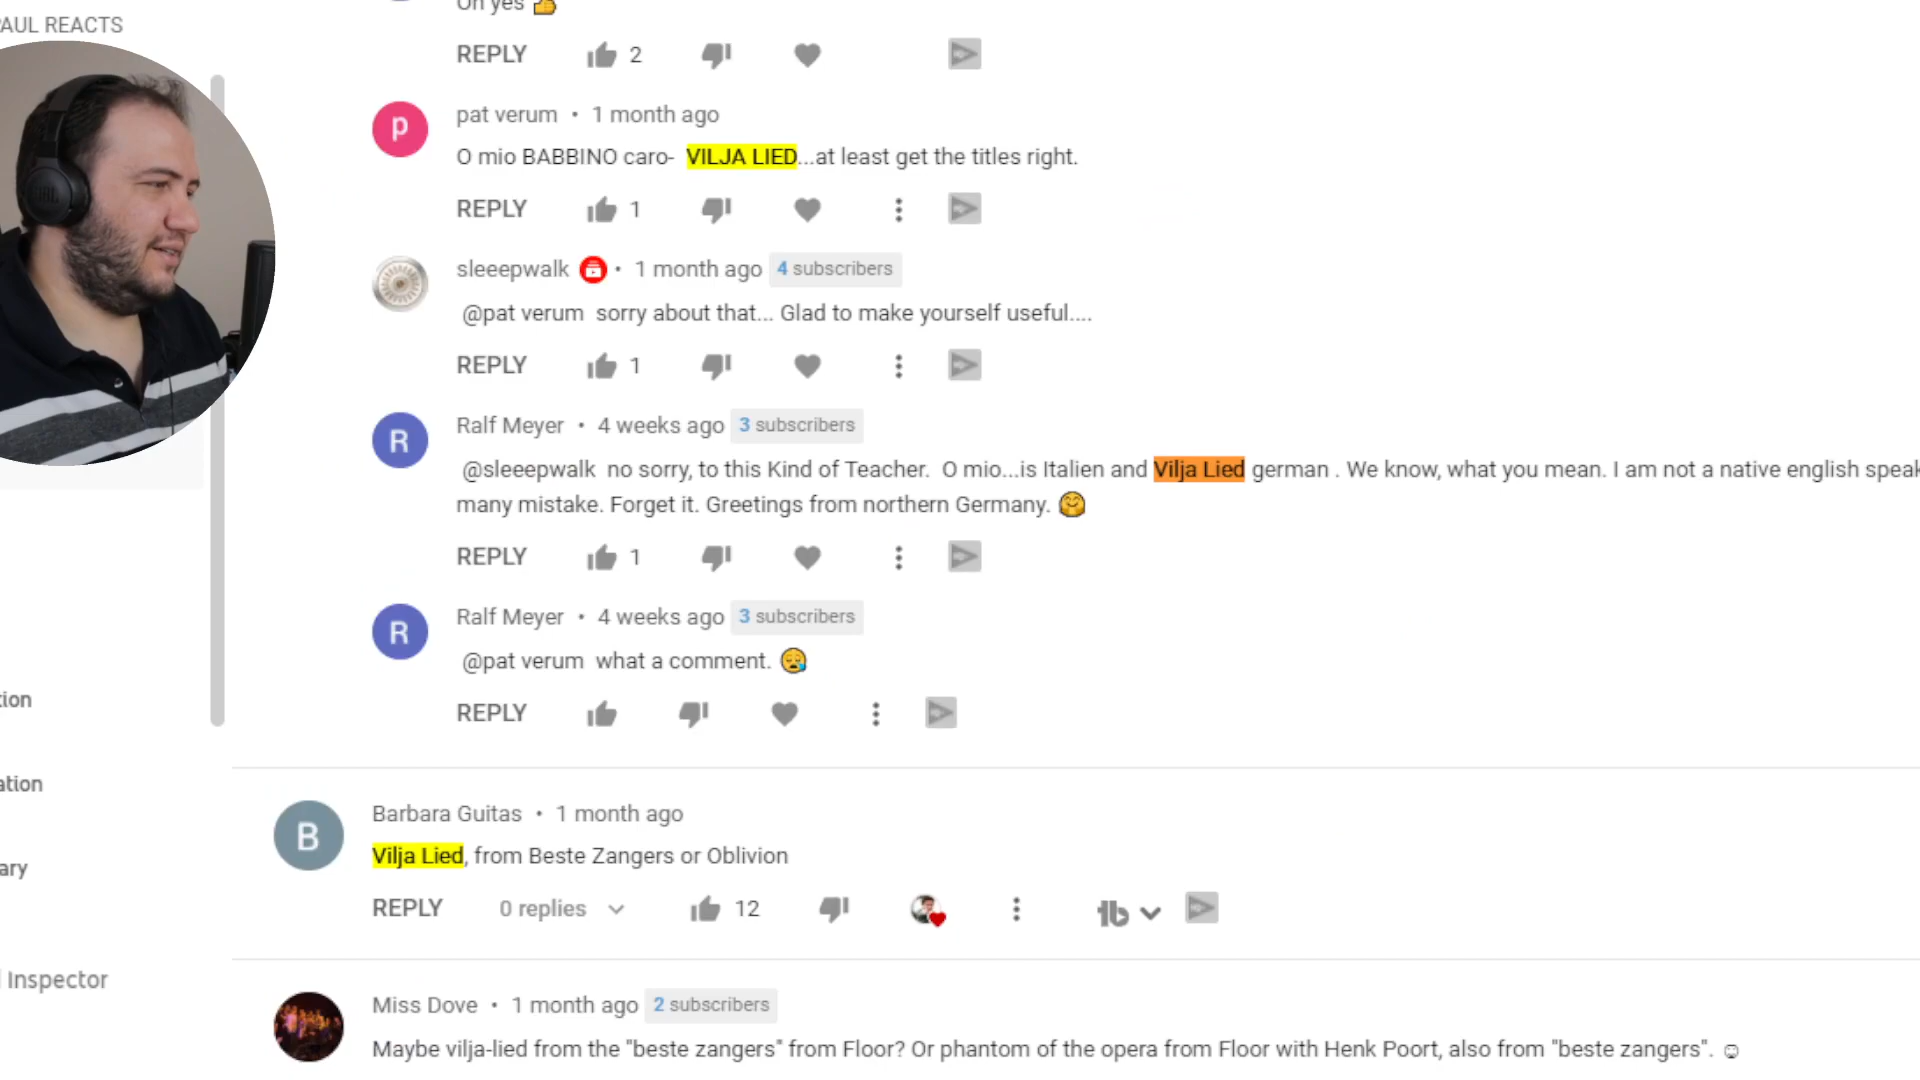 AUL REACTS
Oh yes 👍
REPLY 2
P
pat verum • 1 month ago
O mio BABBINO caro- VILJA LIED...at least get the titles right.
REPLY 1
sleeepwalk • 1 month ago 4 subscribers
@pat verum sorry about that... Glad to make yourself useful....
REPLY 1
R
Ralf Meyer • 4 weeks ago 3 subscribers
@sleeepwalk no sorry, to this Kind of Teacher. O mio...is Italien and Vilja Lied german . We know, what you mean. I am not a native english speak
many mistake. Forget it. Greetings from northern Germany. 🤗
REPLY 1
R
Ralf Meyer • 4 weeks ago 3 subscribers
@pat verum what a comment. 😪
tion
REPLY
ation
B
Barbara Guitas • 1 month ago
Vilja Lied, from Beste Zangers or Oblivion
ary
REPLY 0 replies 12 tb
Inspector
Miss Dove • 1 month ago 2 subscribers
Maybe vilja-lied from the "beste zangers" from Floor? Or phantom of the opera from Floor with Henk Poort, also from "beste zangers". ☺